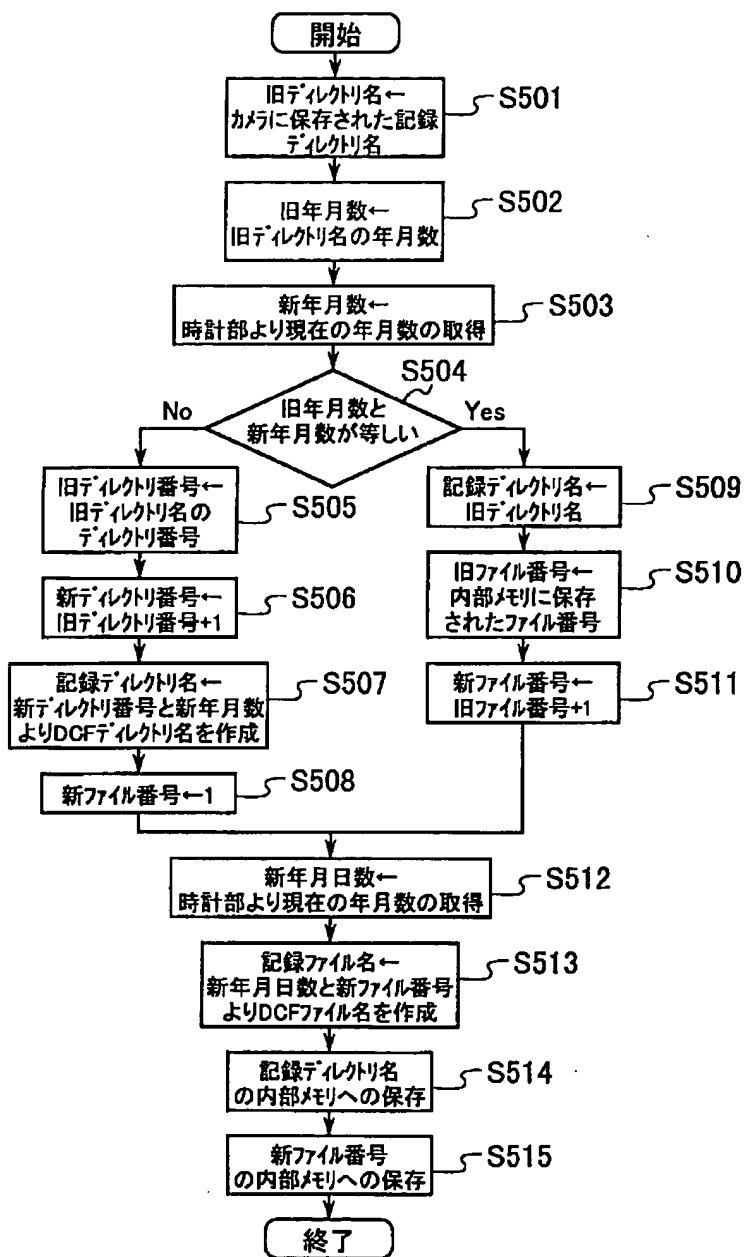 開始
旧ディレクトリ名←
カメラに保存された記録
ディレクトリ名
S501
旧年月数←
旧ディレクトリ名の年月数
S502
新年月数←
時計部より現在の年月数の取得
S503
S504
旧年月数と
新年月数が等しい
No
Yes
旧ディレクトリ番号←
旧ディレクトリ名の
ディレクトリ番号
S505
新ディレクトリ番号←
旧ディレクトリ番号+1
S506
記録ディレクトリ名←
新ディレクトリ番号と新年月数
よりDCFディレクトリ名を作成
S507
新ファイル番号←1
S508
記録ディレクトリ名←
旧ディレクトリ名
S509
旧ファイル番号←
内部メモリに保存
されたファイル番号
S510
新ファイル番号←
旧ファイル番号+1
S511
新年月日数←
時計部より現在の年月数の取得
S512
記録ファイル名←
新年月日数と新ファイル番号
よりDCFファイル名を作成
S513
記録ディレクトリ名
の内部メモリへの保存
S514
新ファイル番号
の内部メモリへの保存
S515
終了